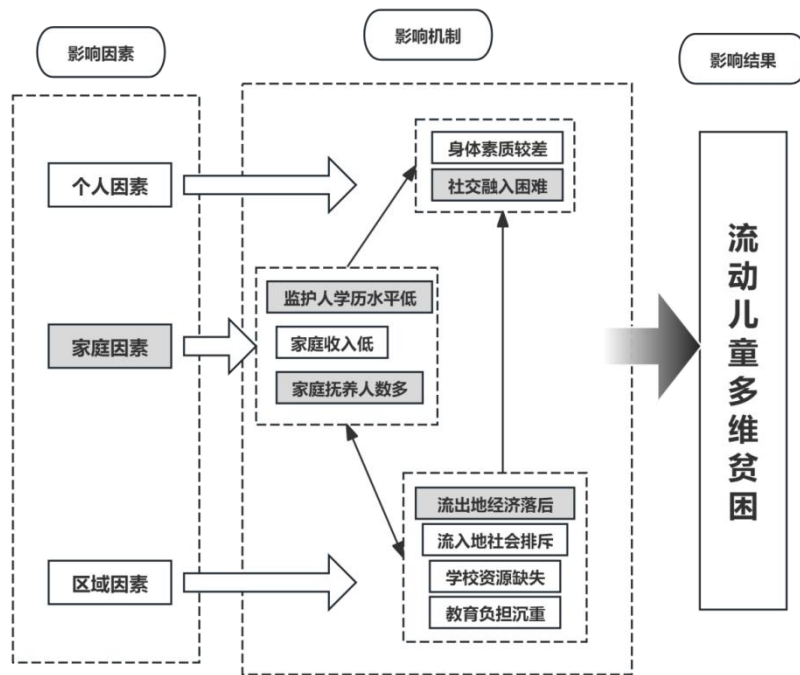 影响因素
影响机制
影响结果
个人因素
身体素质较差
社交融入困难
家庭因素
监护人学历水平低
家庭收入低
家庭抚养人数多
区域因素
流出地经济落后
流入地社会排斥
学校资源缺失
教育负担沉重
流动儿童多维贫困